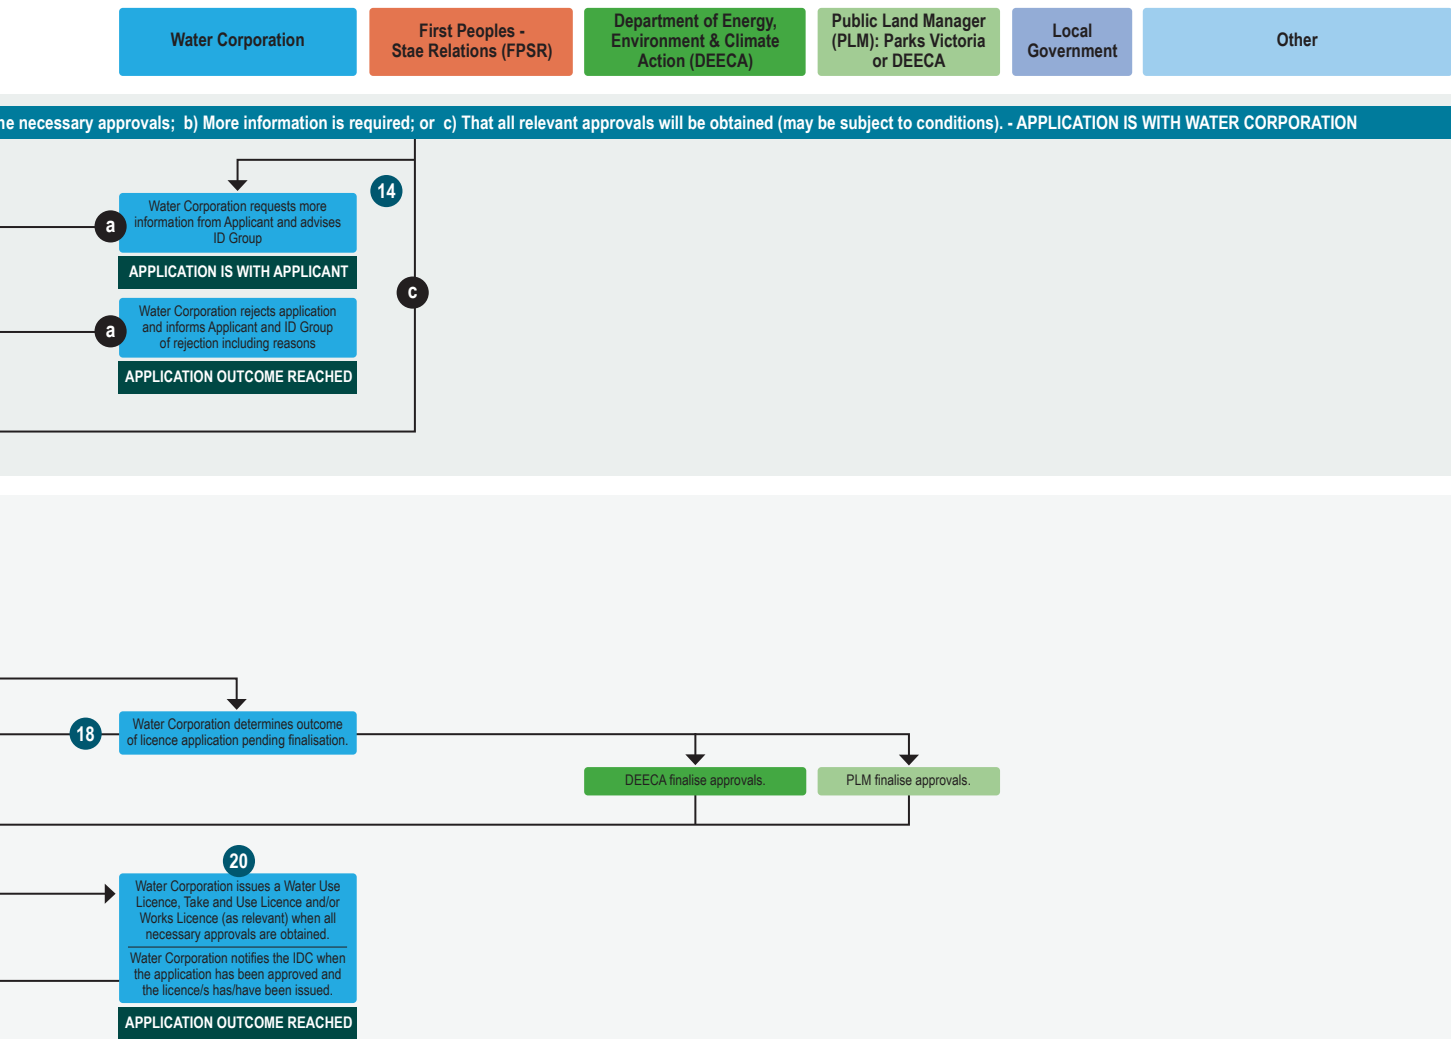 Water Corporation
First Peoples -
Stae Relations (FPSR)
Department of Energy,
Environment & Climate
Action (DEECA)
Public Land Manager
(PLM): Parks Victoria
or DEECA
Local
Government
Other
necessary approvals;  b) More information is required; or  c) That all relevant approvals will be obtained (may be subject to conditions). - APPLICATION IS WITH WATER CORPORATION
14
a
Water Corporation requests more
information from Applicant and advises
ID Group
APPLICATION IS WITH APPLICANT
c
a
Water Corporation rejects application
and informs Applicant and ID Group
of rejection including reasons
APPLICATION OUTCOME REACHED
18
Water Corporation determines outcome
of licence application pending finalisation.
DEECA finalise approvals.
PLM finalise approvals.
20
Water Corporation issues a Water Use
Licence, Take and Use Licence and/or
Works Licence (as relevant) when all
necessary approvals are obtained.
Water Corporation notifies the IDC when
the application has been approved and
the licence/s has/have been issued.
APPLICATION OUTCOME REACHED